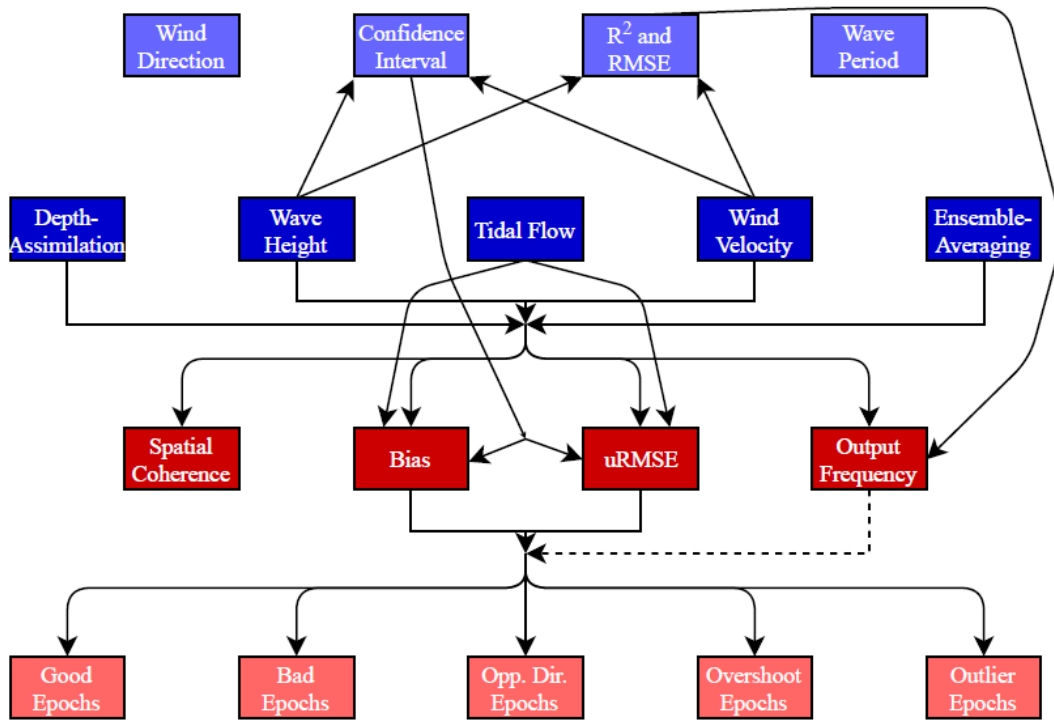 Wind
Direction
Confidence
Interval
R² and
RMSE
Wave
Period
Depth-
Assimilation
Wave
Height
Tidal Flow
Wind
Velocity
Ensemble-
Averaging
Spatial
Coherence
Bias
uRMSE
Output
Frequency
Good
Epochs
Bad
Epochs
Opp. Dir.
Epochs
Overshoot
Epochs
Outlier
Epochs